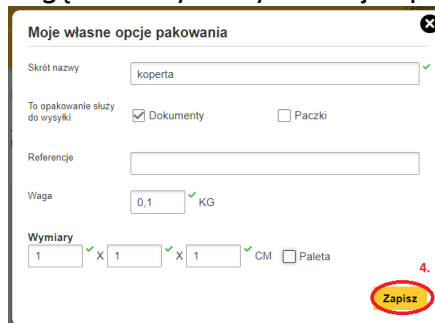 Moje własne opcje pakowania
Skrót nazwy
koperta
To opakowanie służy
do wysyłki
Dokumenty
Paczki
Referencje
Waga
0,1
KG
Wymiary
1 X 1 X 1 CM Paleta
4.
Zapisz